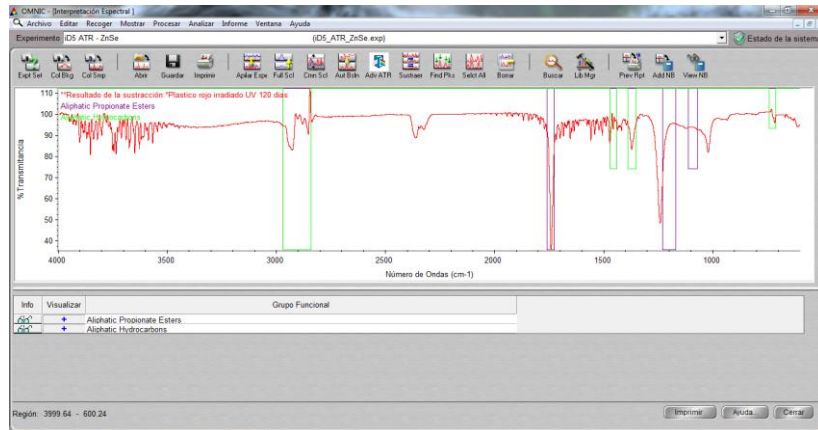 OMNIC - [Interpretación Espectral ]
Archivo Editar Recoger Mostrar Procesar Analizar Informe Ventana Ayuda
Experimento iD5 ATR - ZnSe (iD5_ATR_ZnSe.exp) Estado de la sistema
Expt Set Col Bkg Col Smp Abrir Guardar Imprimir Apilar Expe Full Scl Cmn Scl Aut Bsln Adv ATR Sustraer Find Pks Selct All Borrar Buscar Lib Mgr Prev Rpt Add NB View NB
**Resultado de la sustracción *Plastico rojo irradiado UV 120 dias
Aliphatic Propionate Esters
Aliphatic Hydrocarbons
%Transmitancia
110
100
90
80
70
60
50
40
4000 3500 3000 2500 2000 1500 1000
Número de Ondas (cm-1)
Info Visualizar Grupo Funcional
+ Aliphatic Propionate Esters
+ Aliphatic Hydrocarbons
Región: 3999.64 - 600.24
Imprimir Ayuda... Cerrar